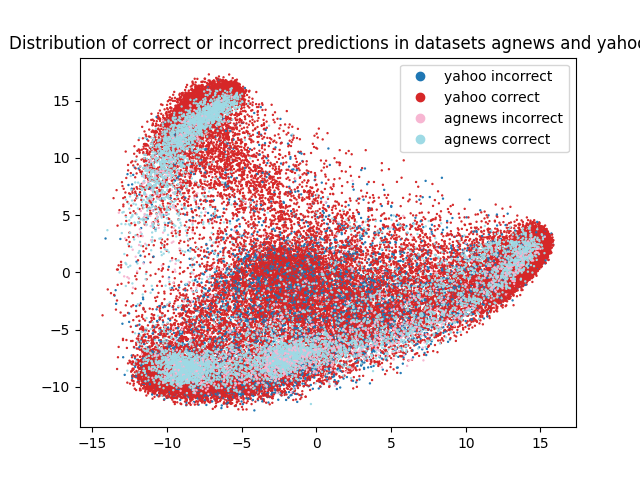 Distribution of correct or incorrect predictions in datasets agnews and yahoo
yahoo incorrect
yahoo correct
agnews incorrect
agnews correct
15
10
5
0
−5
−10
−15
−10
−5
0
5
10
15